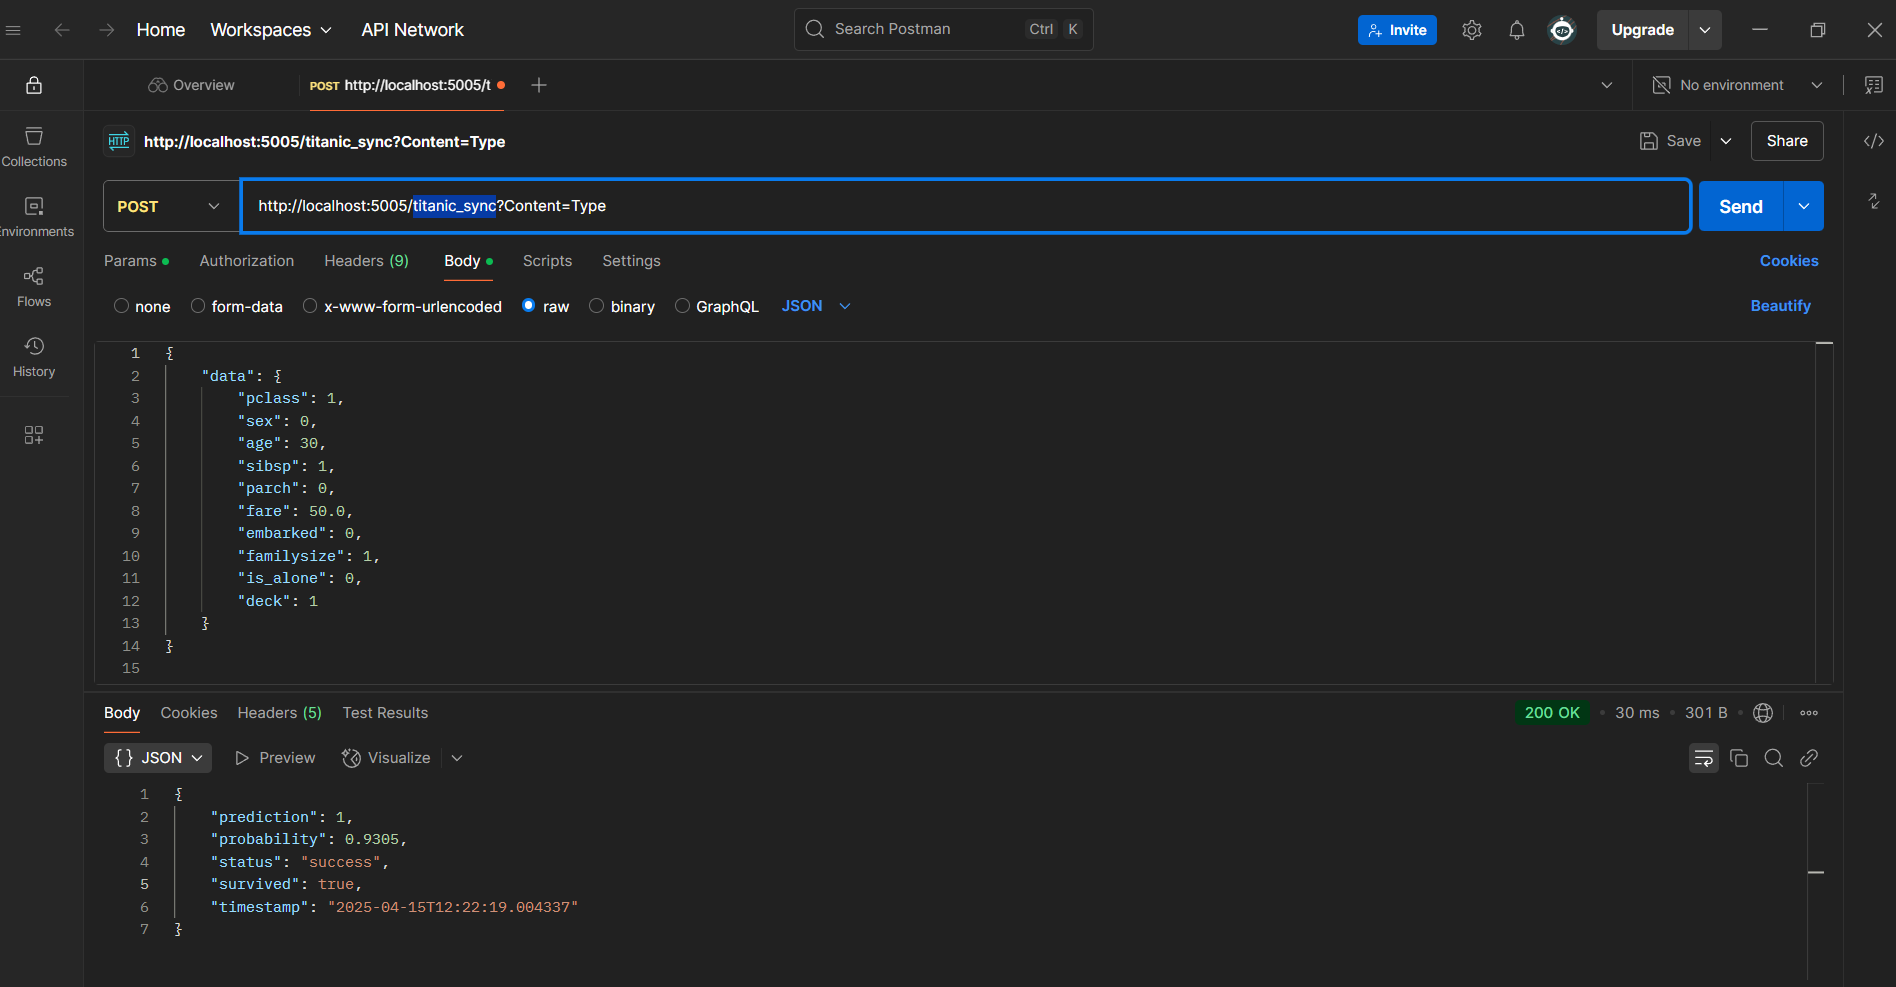 Home Workspaces API Network Search Postman Ctrl K Invite Upgrade
Overview POST http://localhost:5005/t No environment
HTTP http://localhost:5005/titanic_sync?Content=Type Save Share
Collections
POST http://localhost:5005/titanic_sync?Content=Type Send
nvironments
Params Authorization Headers (9) Body Scripts Settings Cookies
Flows
none form-data x-www-form-urlencoded raw binary GraphQL JSON Beautify
History
1 {
2 "data": {
3 "pclass": 1,
4 "sex": 0,
5 "age": 30,
6 "sibsp": 1,
7 "parch": 0,
8 "fare": 50.0,
9 "embarked": 0,
10 "familysize": 1,
11 "is_alone": 0,
12 "deck": 1
13 }
14 }
15
Body Cookies Headers (5) Test Results 200 OK • 30 ms • 301 B •
{ } JSON Preview Visualize
1 {
2 "prediction": 1,
3 "probability": 0.9305,
4 "status": "success",
5 "survived": true,
6 "timestamp": "2025-04-15T12:22:19.004337"
7 }